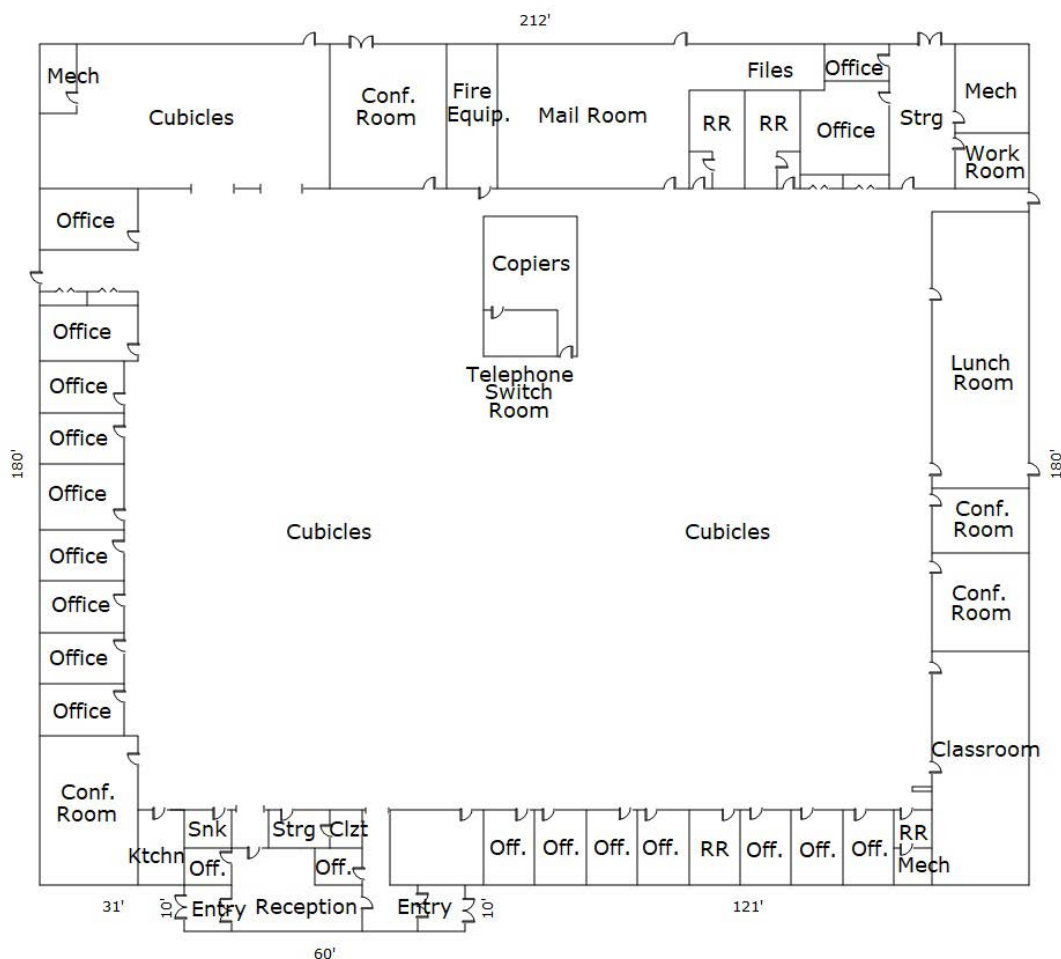 212'
Mech
Cubicles
Conf.
Room
Fire
Equip.
Mail Room
Files
RR
RR
Office
Office
Strg
Mech
Work
Room
Office
Copiers
Telephone
Switch
Room
Lunch
Room
Office
Office
Office
Office
Office
Office
Office
Office
180'
180'
Cubicles
Cubicles
Conf.
Room
Conf.
Room
Classroom
Conf.
Room
Ktchn
Snk
Off.
Strg
Clzt
Off.
Off.
Off.
Off.
Off.
RR
Off.
Off.
Off.
RR
Mech
31'
10'
Entry
Reception
Entry
10'
121'
60'